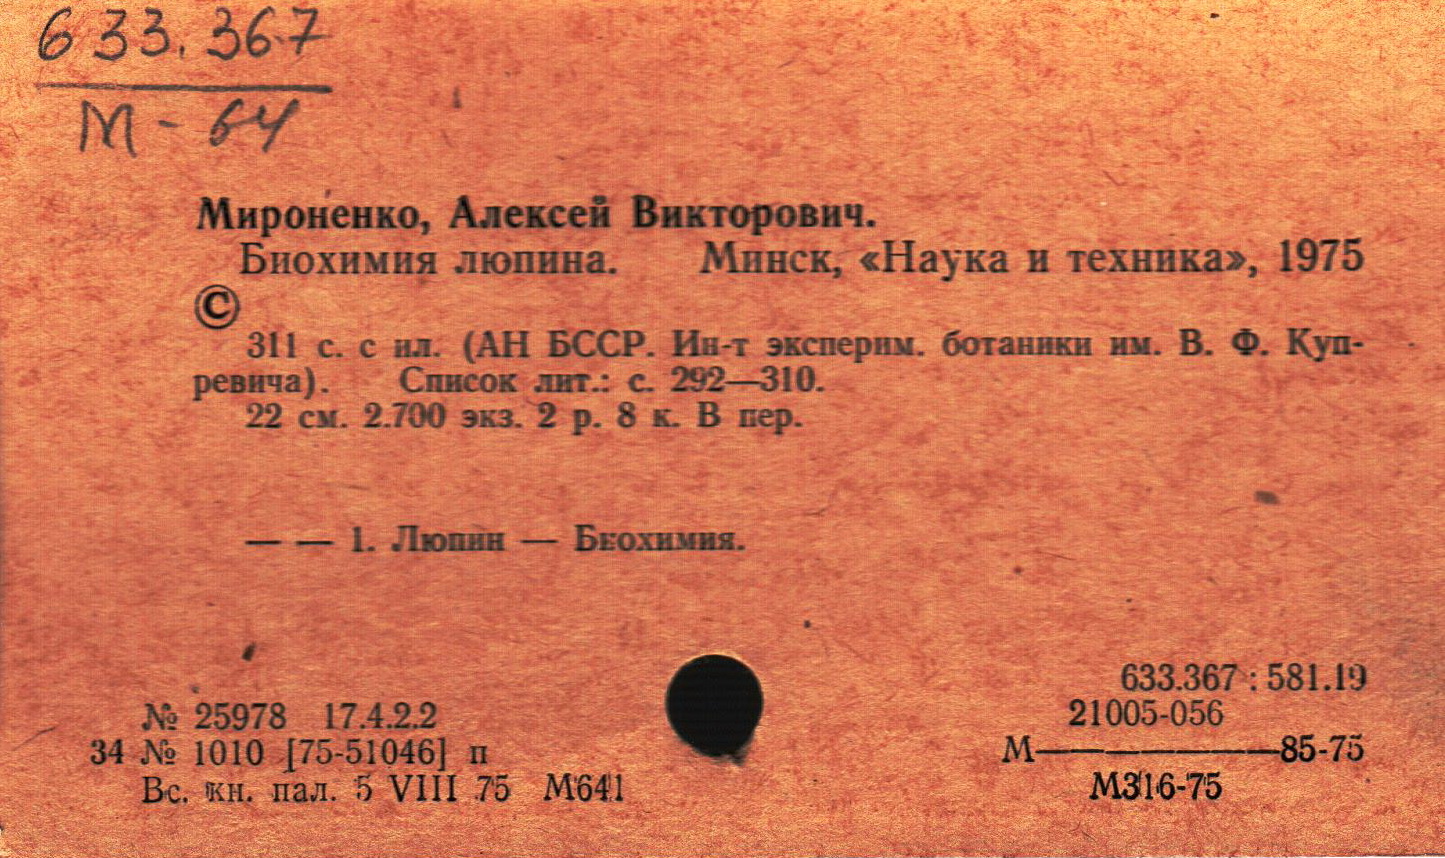 633.36.7
М-64
Мироненко, Алексей Викторович.
Биохимия люпина. Минск, «Наука и техника», 1975
©
311 с. с ил. (АН БССР. Ин-т эксперим. ботаники им. В. Ф. Куп-
ревича). Список лит.: с. 292—310.
22 см. 2.700 экз. 2 р. 8 к. В пер.
— — 1. Люпин — Биохимия.
633.367 : 581.19
№ 25978 17.4.2.2
21005-056
34 № 1010 [75-51046] п
М———————85-75
Вс. кн. пал. 5 VIII 75 М641
М316-75